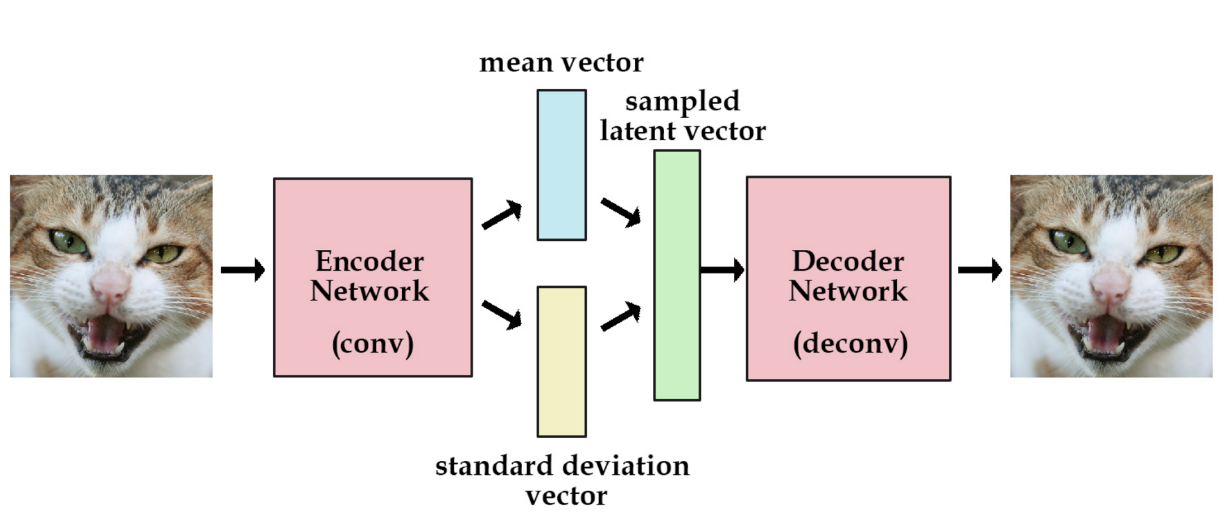 mean vector
sampled
latent vector
Encoder
Network
(conv)
Decoder
Network
(deconv)
standard deviation
vector